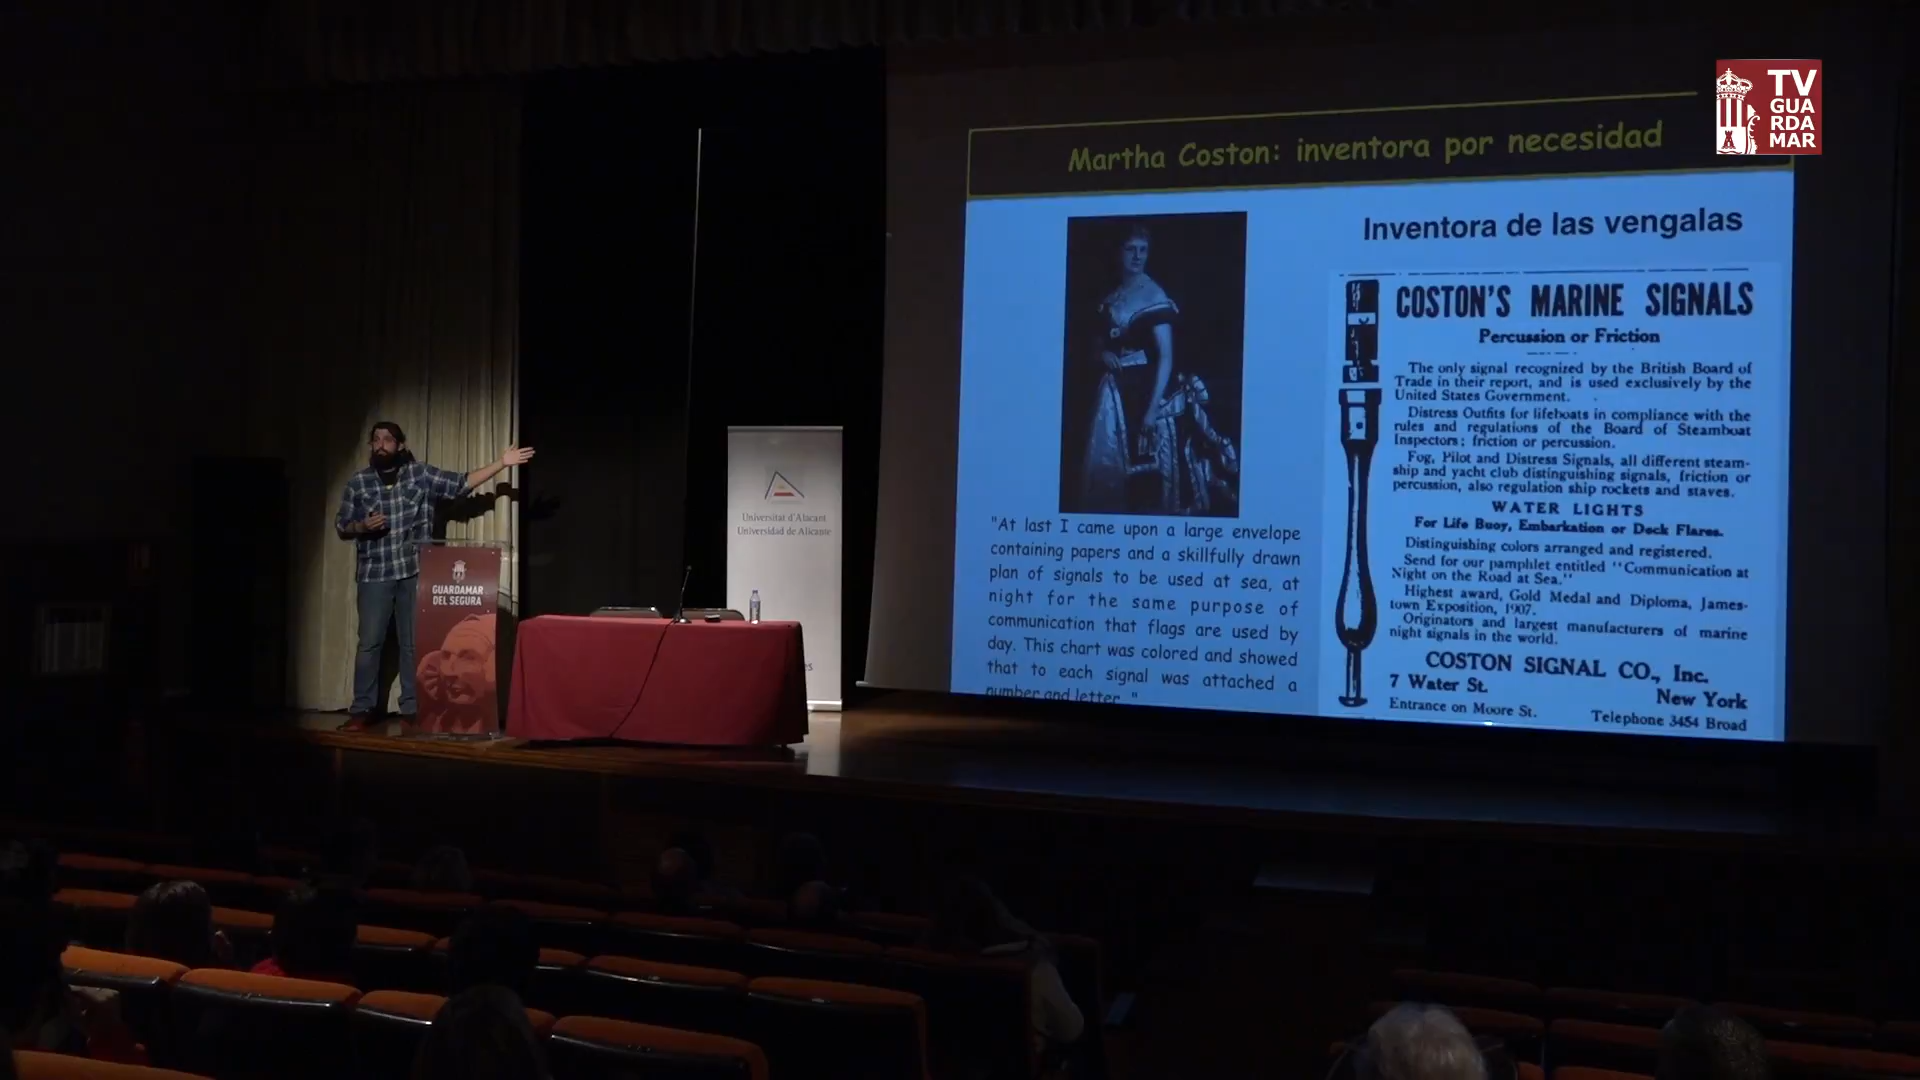 TV
GUA
RDA
MAR
Martha Coston: inventora por necesidad
Inventora de las vengalas
"At last I came upon a large envelope
containing papers and a skillfully drawn
plan of signals to be used at sea, at
night for the same purpose of
communication that flags are used by
day. This chart was colored and showed
that to each signal was attached a
number and letter. "
COSTON'S MARINE SIGNALS
Percussion or Friction
The only signal recognized by the British Board of
Trade in their report, and is used exclusively by the
United States Government.
Distress Outfits for lifeboats in compliance with the
rules and regulations of the Board of Steamboat
Inspectors; friction or percussion.
Fog, Pilot and Distress Signals, all different steam-
ship and yacht club distinguishing signals, friction or
percussion, also regulation ship rockets and staves.
WATER LIGHTS
For Life Buoy, Embarkation or Deck Flares.
Distinguishing colors arranged and registered.
Send for our pamphlet entitled "Communication at
Night on the Road at Sea."
Highest award, Gold Medal and Diploma, James-
town Exposition, 1907.
Originators and largest manufacturers of marine
night signals in the world.
COSTON SIGNAL CO., Inc.
7 Water St. New York
Entrance on Moore St. Telephone 3454 Broad
Universitat d'Alacant
Universidad de Alicante
GUARDAMAR
DEL SEGURA